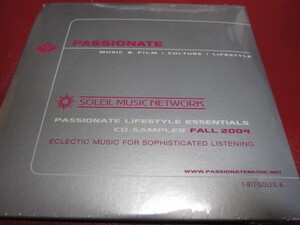 PASSIONATE
MUSIC & FILM / CULTURE / LIFESTYLE
SOLEIL MUSIC NETWORK
PASSIONATE LIFESTYLE ESSENTIALS
CD-SAMPLER FALL 2004
ECLECTIC MUSIC FOR SOPHISTICATED LISTENING
WWW.PASSIONATEMUSIC.NET